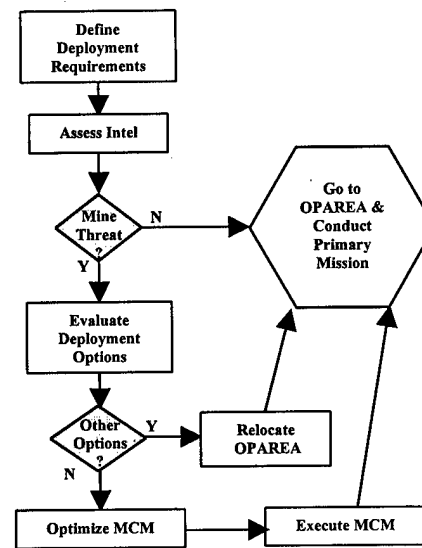 Define
Deployment
Requirements
Assess Intel
Mine
Threat
?
N
Y
Go to
OPAREA &
Conduct
Primary
Mission
Evaluate
Deployment
Options
Other
Options
?
Y
N
Relocate
OPAREA
Optimize MCM
Execute MCM